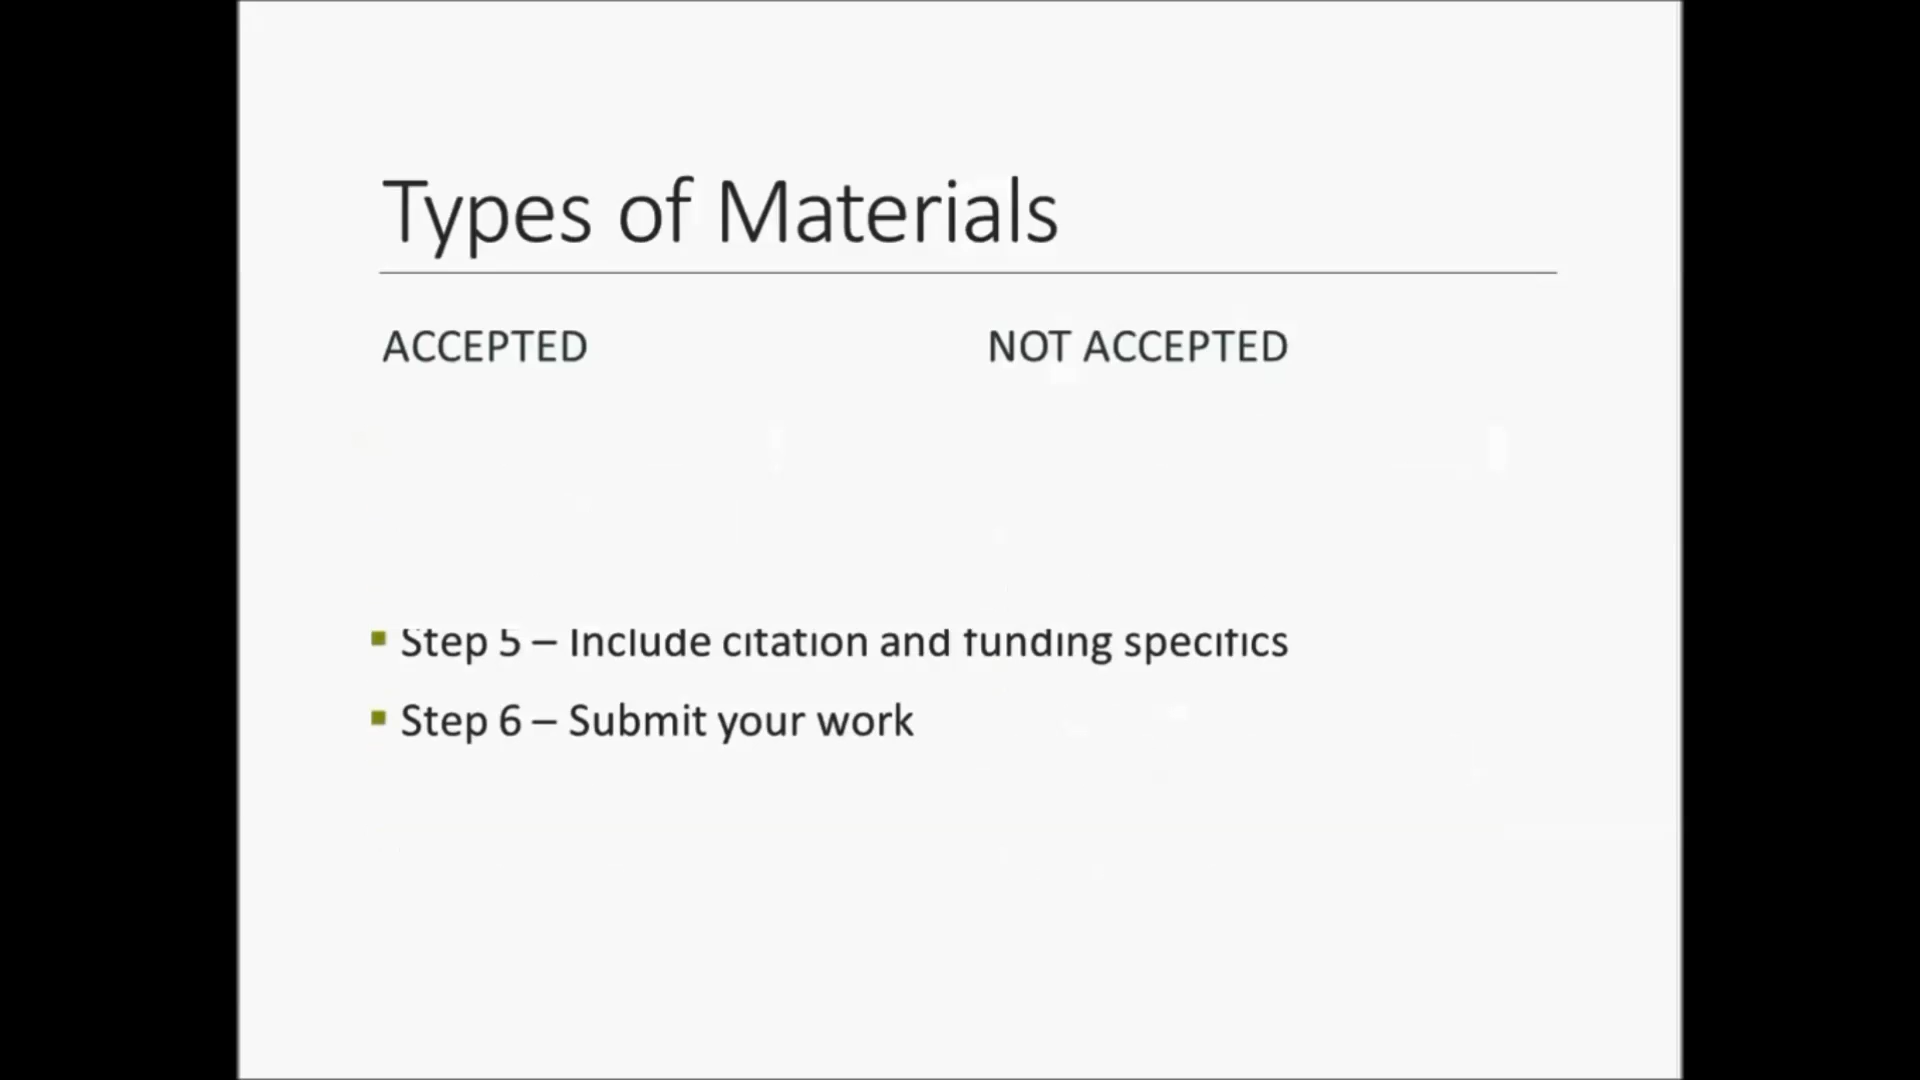 Types of Materials
ACCEPTED
NOT ACCEPTED
Step 5 – Include citation and funding specifics
Step 6 – Submit your work